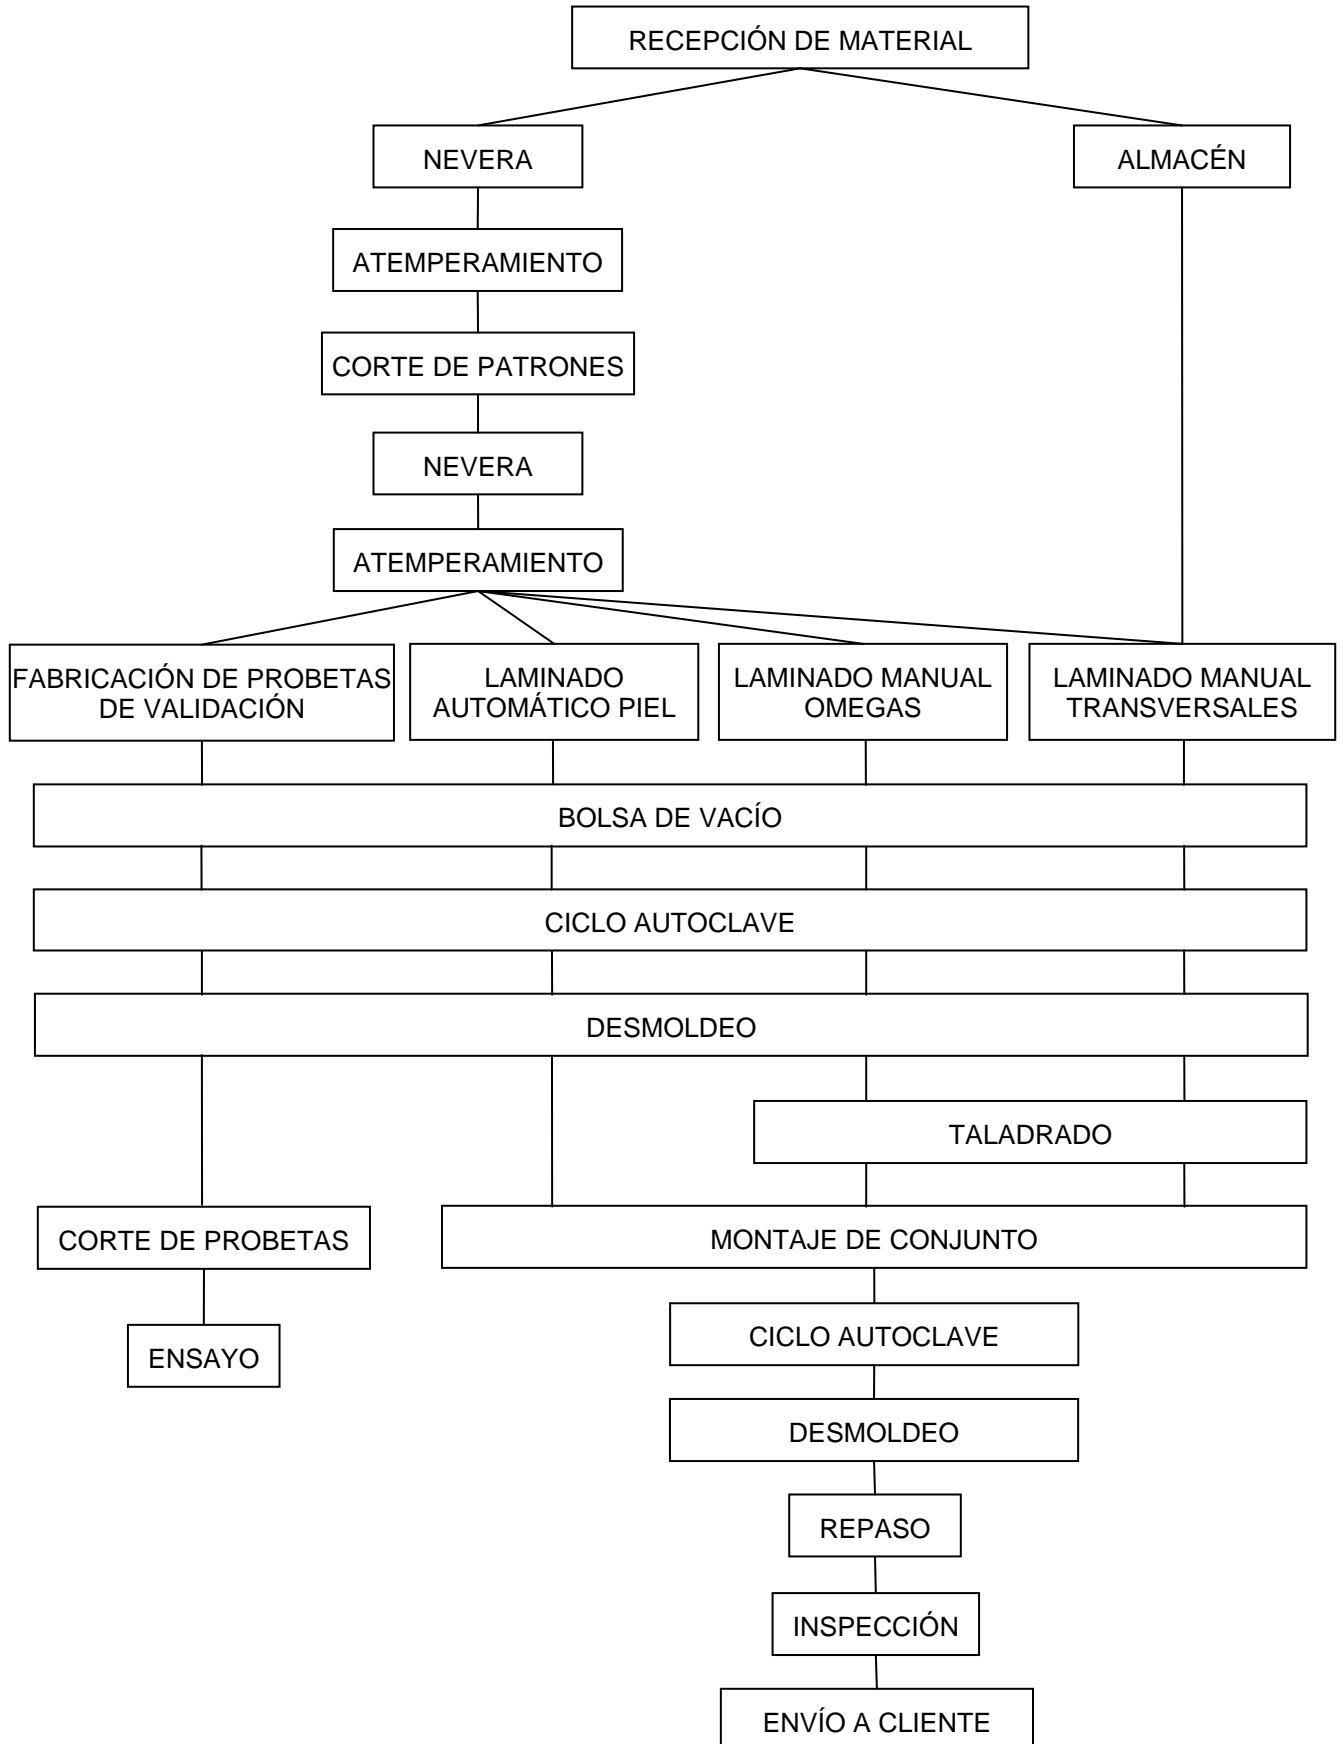 RECEPCIÓN DE MATERIAL
NEVERA
ALMACÉN
ATEMPERAMIENTO
CORTE DE PATRONES
NEVERA
ATEMPERAMIENTO
FABRICACIÓN DE PROBETAS
DE VALIDACIÓN
LAMINADO
AUTOMÁTICO PIEL
LAMINADO MANUAL
OMEGAS
LAMINADO MANUAL
TRANSVERSALES
BOLSA DE VACÍO
CICLO AUTOCLAVE
DESMOLDEO
TALADRADO
CORTE DE PROBETAS
MONTAJE DE CONJUNTO
CICLO AUTOCLAVE
ENSAYO
DESMOLDEO
REPASO
INSPECCIÓN
ENVÍO A CLIENTE